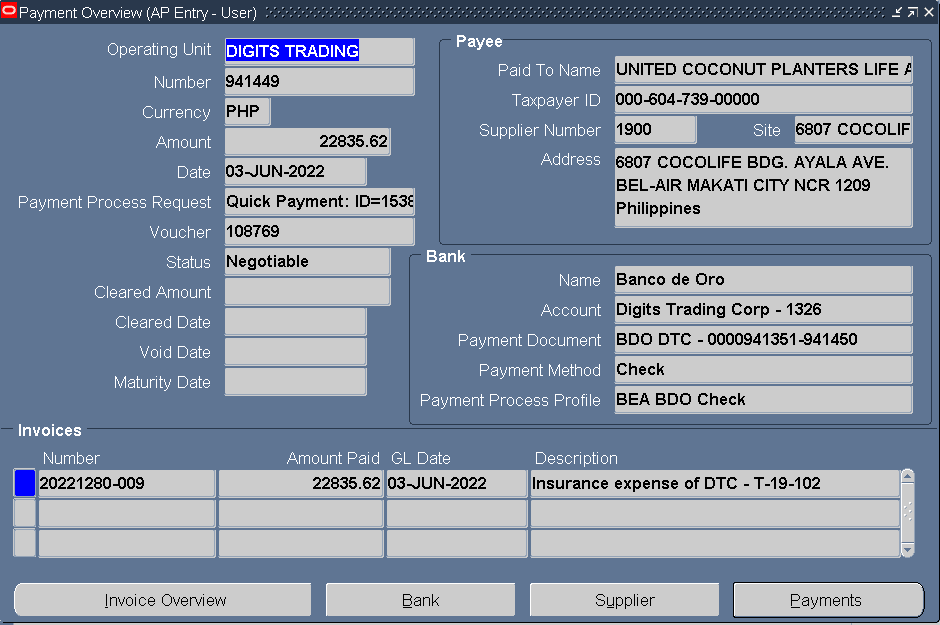 Payment Overview (AP Entry - User)
Operating Unit DIGITS TRADING
Number 941449
Currency PHP
Amount 22835.62
Date 03-JUN-2022
Payment Process Request Quick Payment: ID=1538
Voucher 108769
Status Negotiable
Cleared Amount
Cleared Date
Void Date
Maturity Date
Payee
Paid To Name UNITED COCONUT PLANTERS LIFE A
Taxpayer ID 000-604-739-00000
Supplier Number 1900 Site 6807 COCOLIF
Address 6807 COCOLIFE BDG. AYALA AVE.
BEL-AIR MAKATI CITY NCR 1209
Philippines
Bank
Name Banco de Oro
Account Digits Trading Corp - 1326
Payment Document BDO DTC - 0000941351-941450
Payment Method Check
Payment Process Profile BEA BDO Check
Invoices
Number Amount Paid GL Date Description
20221280-009 22835.62 03-JUN-2022 Insurance expense of DTC - T-19-102
Invoice Overview Bank Supplier Payments